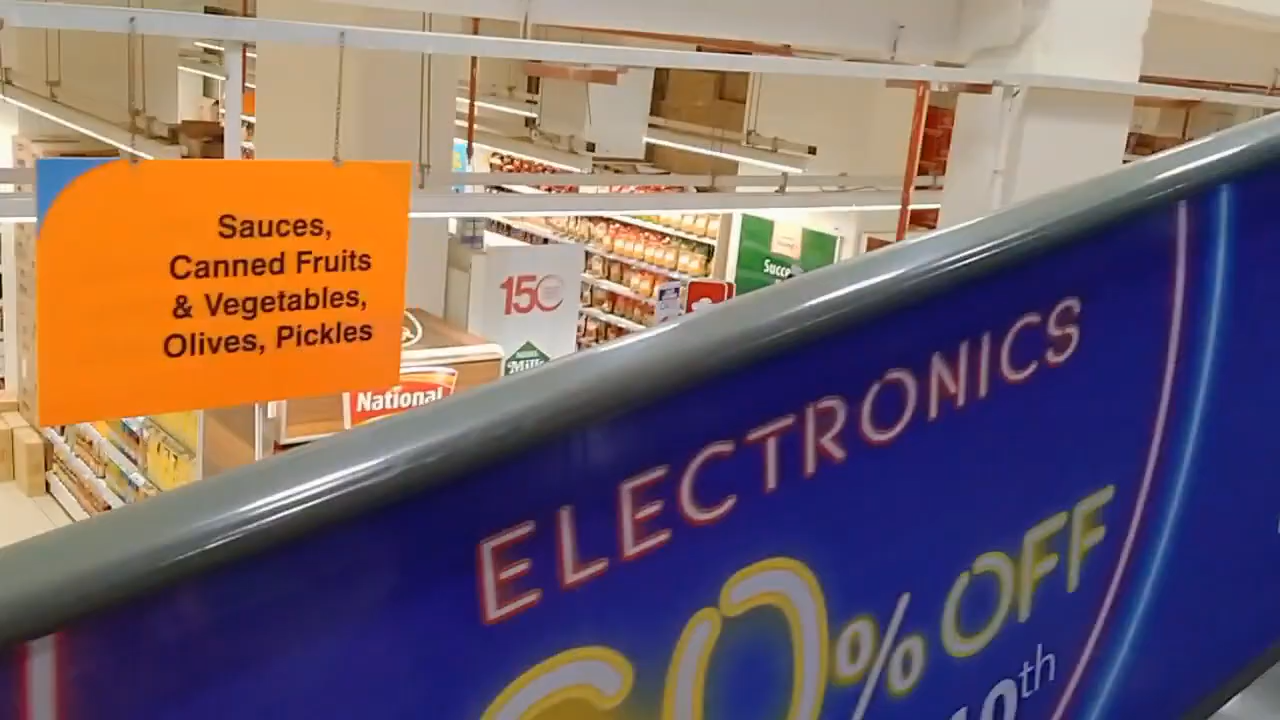 Sauces,
Canned Fruits
& Vegetables,
Olives, Pickles
150
National
ELECTRONICS
% OFF